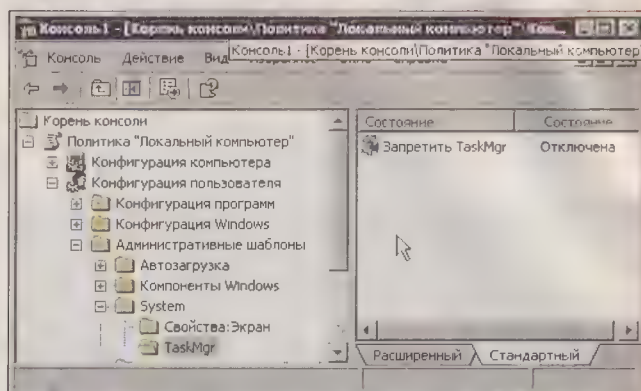 Консоль1 - [Корень консоли\Политика "Локальный компьютер"\
Консоль1 - [Корень консоли\Политика "Локальный компьютер
Консоль Действие Вид
Корень консоли
Политика "Локальный компьютер"
Конфигурация компьютера
Конфигурация пользователя
Конфигурация программ
Конфигурация Windows
Административные шаблоны
Автозагрузка
Компоненты Windows
System
Свойства:Экран
TaskMgr
Состояние Состояние
Запретить TaskMgr Отключена
Расширенный Стандартный